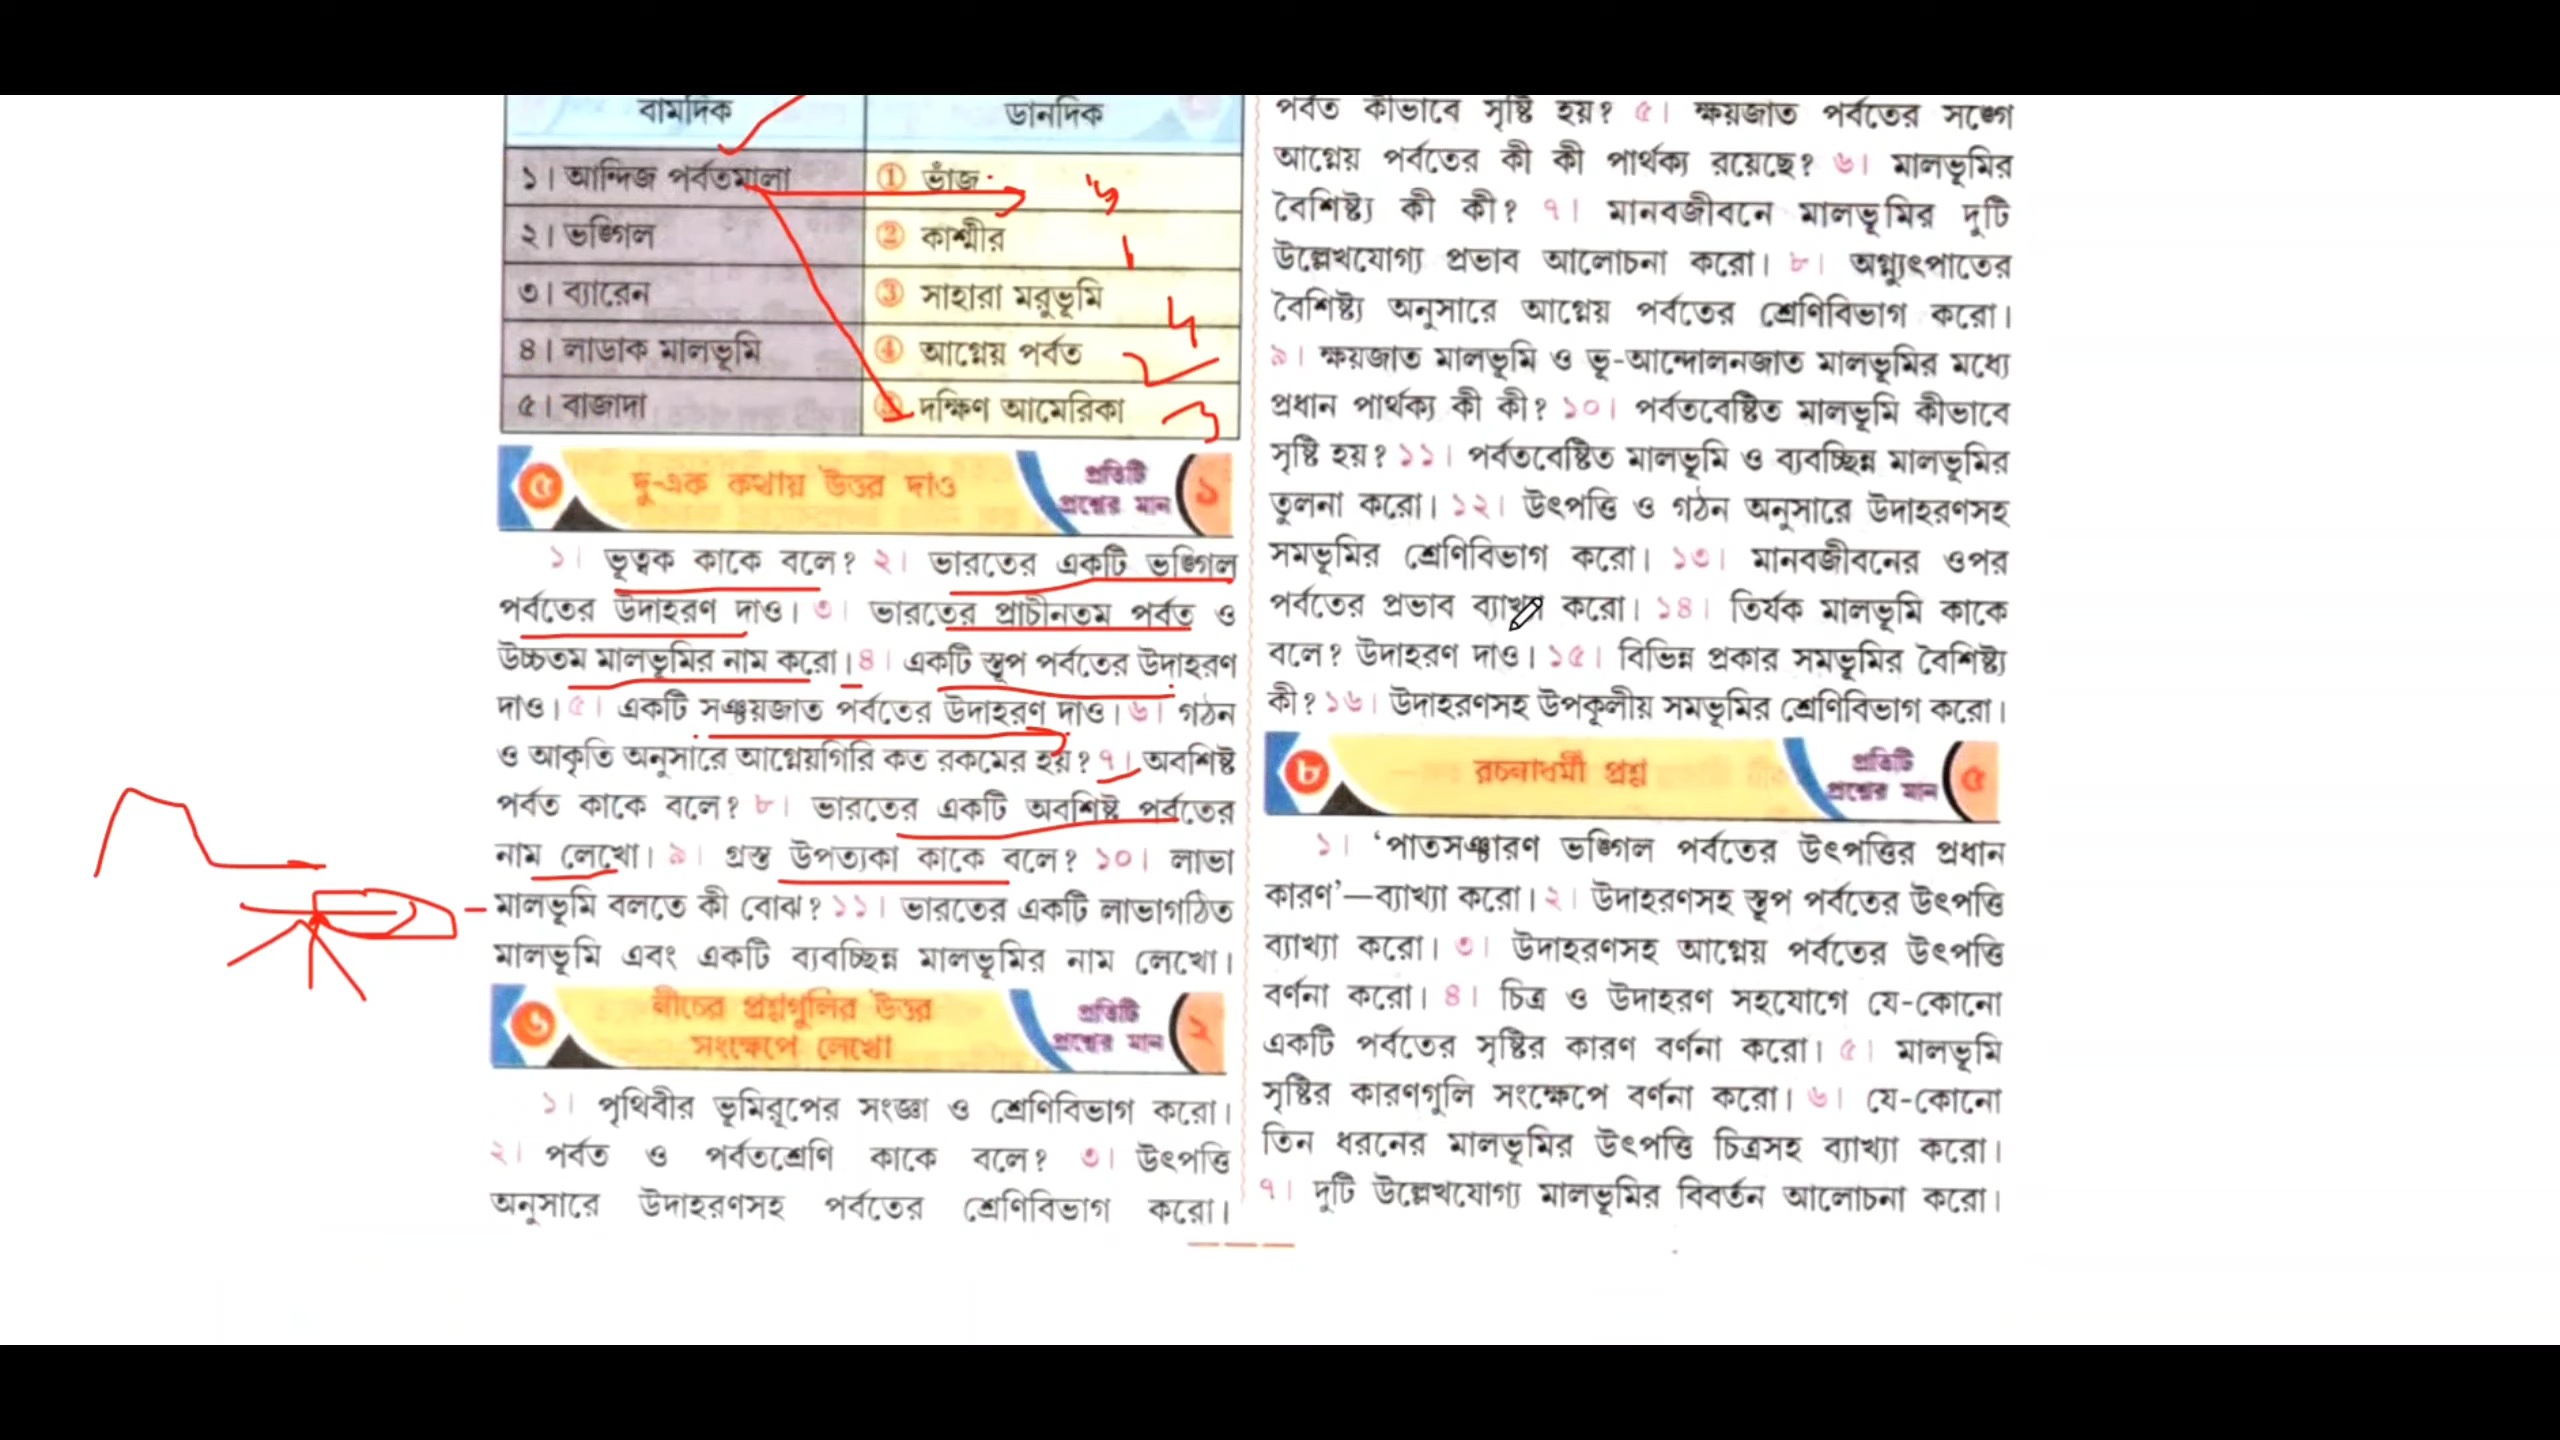 বামদিক
ডানদিক
১। আন্দিজ পর্বতমালা
① ভাঁজ
২। ভঙ্গিল
② কাশ্মীর
৩। ব্যারেন
③ সাহারা মরুভূমি
৪। লাডাক মালভূমি
④ আগ্নেয় পর্বত
৫। বাজাদা
দক্ষিণ আমেরিকা
1
4
3
৫ দু-এক কথায় উত্তর দাও প্রতিটি প্রশ্নের মান ১
১। ভূত্বক কাকে বলে? ২। ভারতের একটি ভঙ্গিল
পর্বতের উদাহরণ দাও। ৩। ভারতের প্রাচীনতম পর্বত ও
উচ্চতম মালভূমির নাম করো। ৪। একটি স্তূপ পর্বতের উদাহরণ
দাও। ৫। একটি সঞ্চয়জাত পর্বতের উদাহরণ দাও। ৬। গঠন
ও আকৃতি অনুসারে আগ্নেয়গিরি কত রকমের হয়? ৭। অবশিষ্ট
পর্বত কাকে বলে? ৮। ভারতের একটি অবশিষ্ট পর্বতের
নাম লেখো। ৯। গ্রস্ত উপত্যকা কাকে বলে? ১০। লাভা
মালভূমি বলতে কী বোঝ? ১১। ভারতের একটি লাভাগঠিত
মালভূমি এবং একটি ব্যবচ্ছিন্ন মালভূমির নাম লেখো।
৬ নীচের প্রশ্নগুলির উত্তর
সংক্ষেপে লেখো
প্রতিটি প্রশ্নের মান ২
১। পৃথিবীর ভূমিরূপের সংজ্ঞা ও শ্রেণিবিভাগ করো।
২। পর্বত ও পর্বতশ্রেণি কাকে বলে? ৩। উৎপত্তি
অনুসারে উদাহরণসহ পর্বতের শ্রেণিবিভাগ করো।
পর্বত কীভাবে সৃষ্টি হয়? ৫। ক্ষয়জাত পর্বতের সঙ্গে
আগ্নেয় পর্বতের কী কী পার্থক্য রয়েছে? ৬। মালভূমির
বৈশিষ্ট্য কী কী? ৭। মানবজীবনে মালভূমির দুটি
উল্লেখযোগ্য প্রভাব আলোচনা করো। ৮। অগ্ন্যুৎপাতের
বৈশিষ্ট্য অনুসারে আগ্নেয় পর্বতের শ্রেণিবিভাগ করো।
৯। ক্ষয়জাত মালভূমি ও ভূ-আন্দোলনজাত মালভূমির মধ্যে
প্রধান পার্থক্য কী কী? ১০। পর্বতবেষ্টিত মালভূমি কীভাবে
সৃষ্টি হয়? ১১। পর্বতবেষ্টিত মালভূমি ও ব্যবচ্ছিন্ন মালভূমির
তুলনা করো। ১২। উৎপত্তি ও গঠন অনুসারে উদাহরণসহ
সমভূমির শ্রেণিবিভাগ করো। ১৩। মানবজীবনের ওপর
পর্বতের প্রভাব ব্যাখ্যা করো। ১৪। তির্যক মালভূমি কাকে
বলে? উদাহরণ দাও। ১৫। বিভিন্ন প্রকার সমভূমির বৈশিষ্ট্য
কী? ১৬। উদাহরণসহ উপকূলীয় সমভূমির শ্রেণিবিভাগ করো।
৮ রচনাধর্মী প্রশ্ন প্রতিটি প্রশ্নের মান ৫
১। ‘পাতসঞ্চারণ ভঙ্গিল পর্বতের উৎপত্তির প্রধান
কারণ’—ব্যাখ্যা করো। ২। উদাহরণসহ স্তূপ পর্বতের উৎপত্তি
ব্যাখ্যা করো। ৩। উদাহরণসহ আগ্নেয় পর্বতের উৎপত্তি
বর্ণনা করো। ৪। চিত্র ও উদাহরণ সহযোগে যে-কোনো
একটি পর্বতের সৃষ্টির কারণ বর্ণনা করো। ৫। মালভূমি
সৃষ্টির কারণগুলি সংক্ষেপে বর্ণনা করো। ৬। যে-কোনো
তিন ধরনের মালভূমির উৎপত্তি চিত্রসহ ব্যাখ্যা করো।
৭। দুটি উল্লেখযোগ্য মালভূমির বিবর্তন আলোচনা করো।